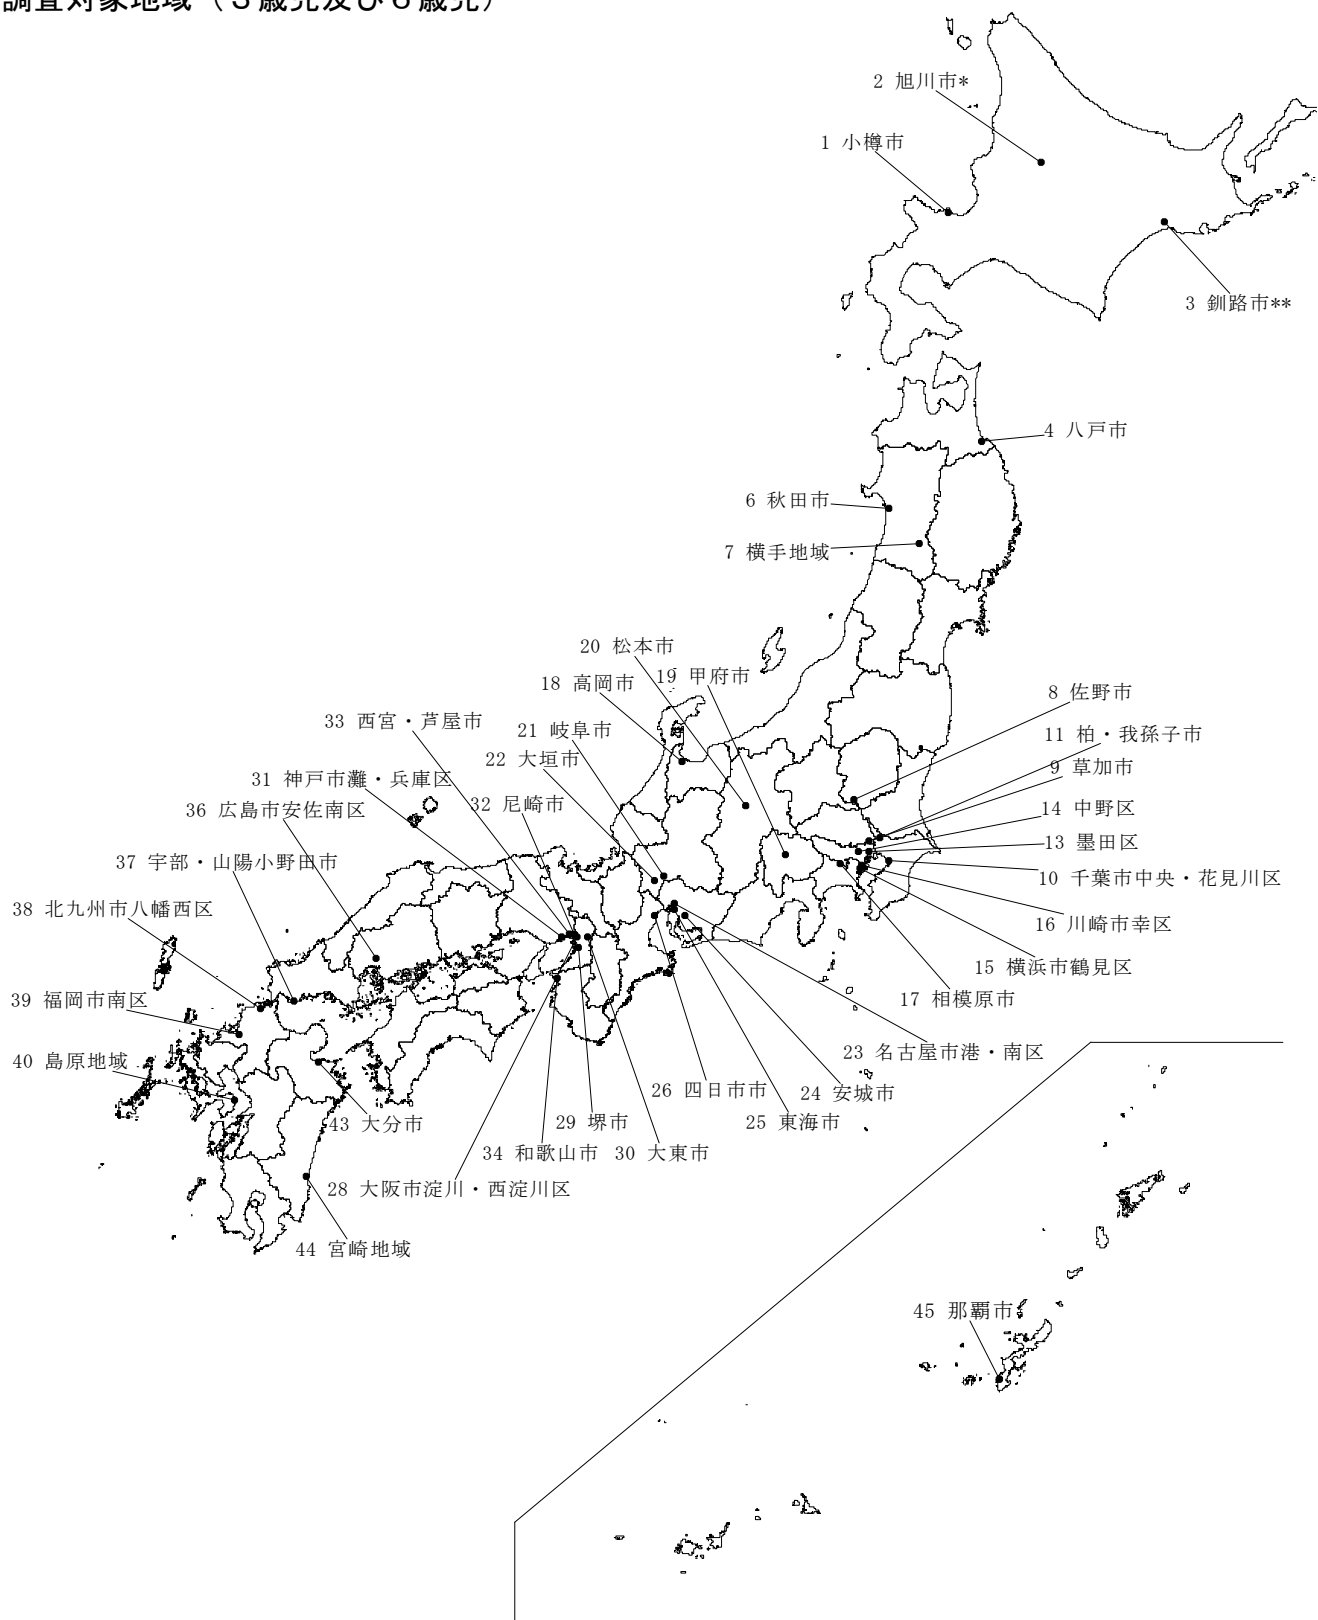 調査対象地域（３歳児及び６歳児）
2 旭川市*
1 小樽市
3 釧路市**
4 八戸市
6 秋田市
7 横手地域
20 松本市
19 甲府市
18 高岡市
8 佐野市
33 西宮・芦屋市
21 岐阜市
11 柏・我孫子市
22 大垣市
9 草加市
31 神戸市灘・兵庫区
32 尼崎市
14 中野区
36 広島市安佐南区
13 墨田区
37 宇部・山陽小野田市
10 千葉市中央・花見川区
38 北九州市八幡西区
16 川崎市幸区
15 横浜市鶴見区
39 福岡市南区
17 相模原市
23 名古屋市港・南区
40 島原地域
26 四日市市
24 安城市
43 大分市
29 堺市
25 東海市
34 和歌山市
30 大東市
28 大阪市淀川・西淀川区
44 宮崎地域
45 那覇市